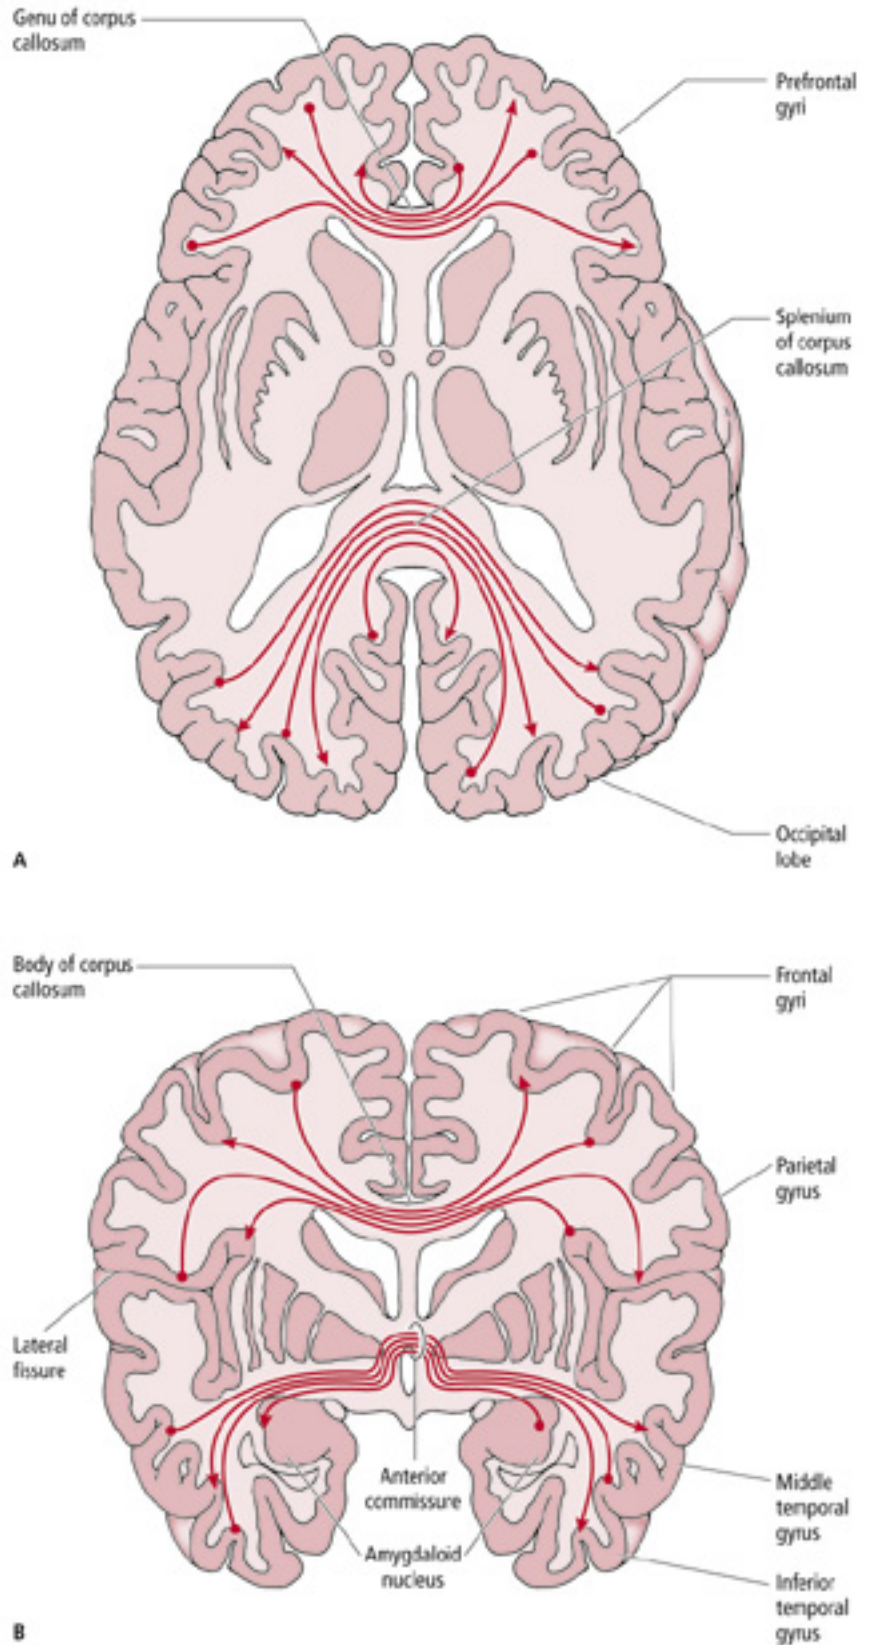 Genu of corpus
callosum
Prefrontal
gyri
Splenium
of corpus
callosum
Occipital
lobe
A
Body of corpus
callosum
Frontal
gyri
Parietal
gyrus
Lateral
fissure
Anterior
commissure
Middle
temporal
gyrus
Amygdaloid
nucleus
Inferior
temporal
gyrus
B